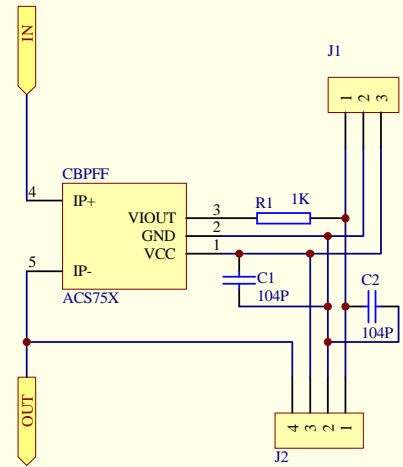 IN
J1
1 2 3
CBPFF
4 IP+
VIOUT 3 R1 1K
GND 2
5 IP- VCC 1
ACS75X
C1
104P
C2
104P
OUT
4 3 2 1
J2